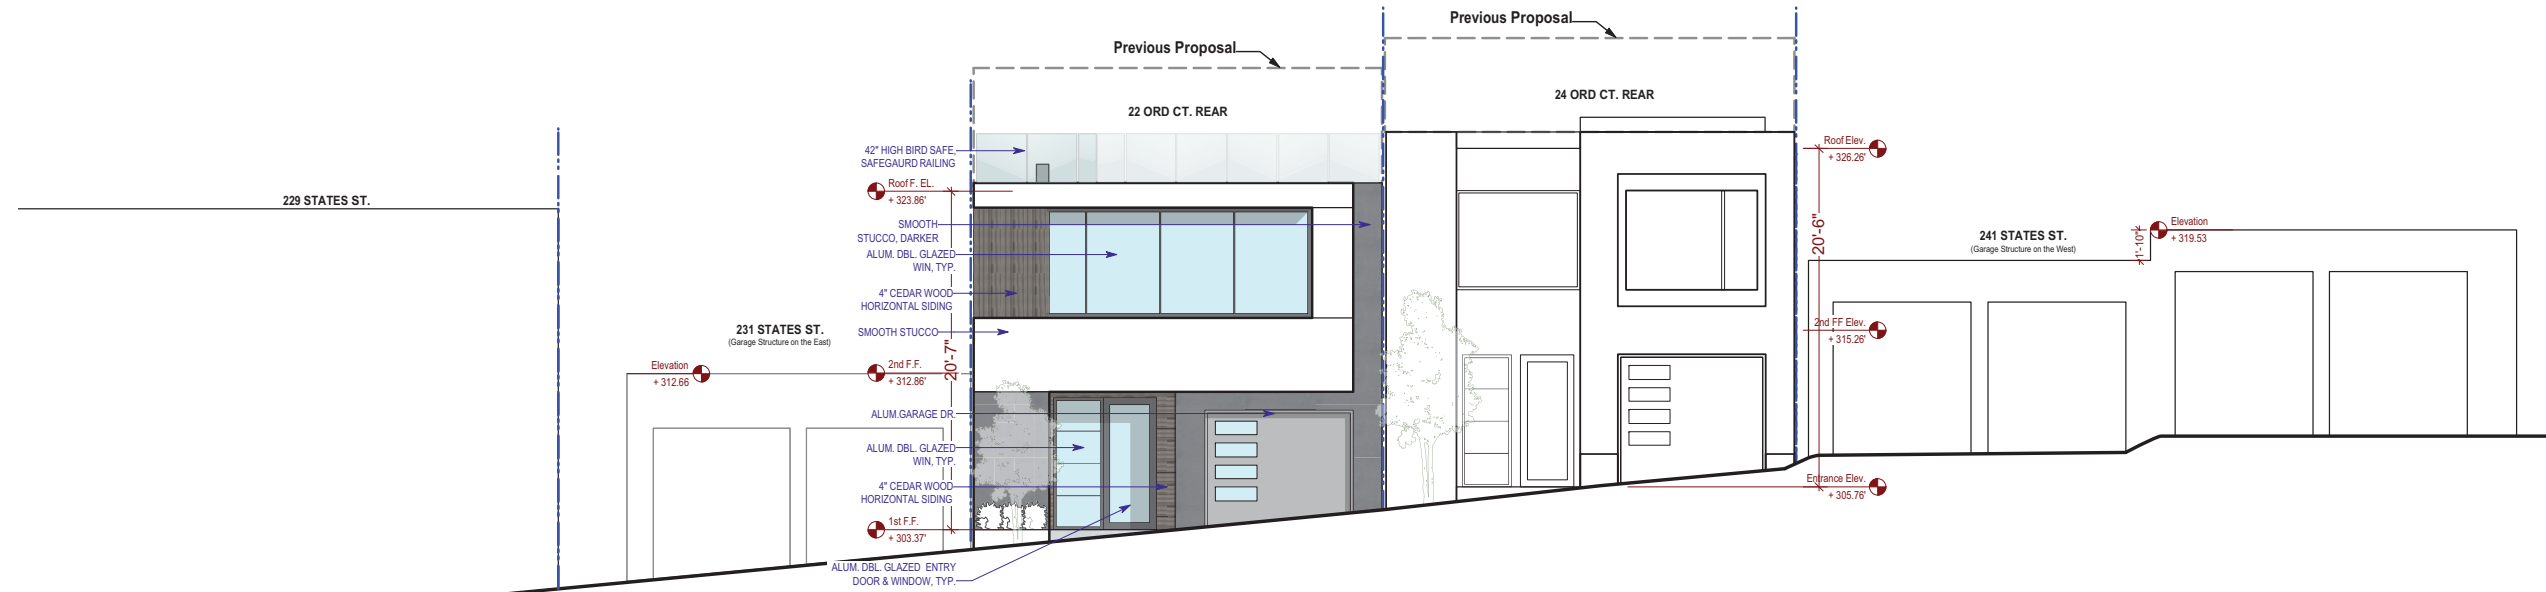 Previous Proposal
Previous Proposal
22 ORD CT. REAR
24 ORD CT. REAR
229 STATES ST.
231 STATES ST.
(Garage Structure on the East)
Elevation
+ 312.66
42" HIGH BIRD SAFE,
SAFEGAURD RAILING
Roof F. EL.
+ 323.86'
SMOOTH
STUCCO, DARKER
ALUM. DBL. GLAZED
WIN, TYP.
4" CEDAR WOOD
HORIZONTAL SIDING
SMOOTH STUCCO
20'-7"
2nd F.F.
+ 312.86'
ALUM.GARAGE DR.
ALUM. DBL. GLAZED
WIN, TYP.
4" CEDAR WOOD
HORIZONTAL SIDING
1st F.F.
+ 303.37'
ALUM. DBL. GLAZED ENTRY
DOOR & WINDOW, TYP.
Roof Elev.
+ 326.26'
20'-6"
2nd FF Elev.
+ 315.26'
Entrance Elev.
+ 305.76'
241 STATES ST.
(Garage Structure on the West)
1'-10"
Elevation
+ 319.53